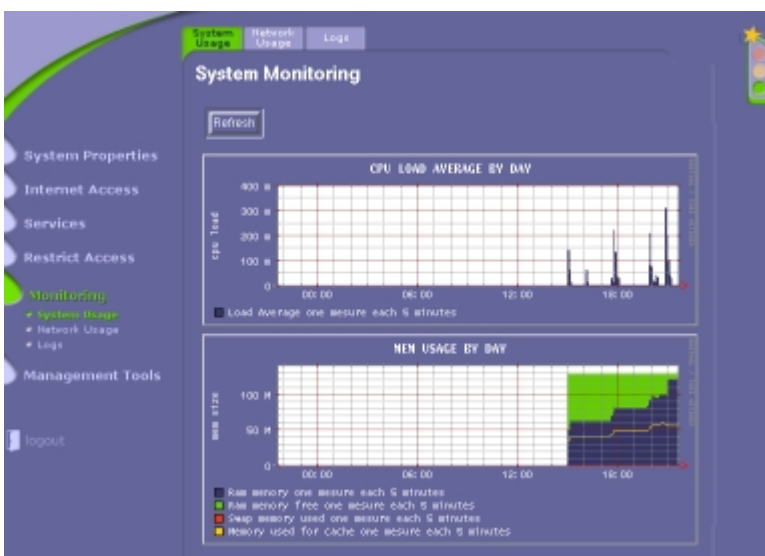 System Usage
Network Usage
Logs
System Monitoring
Refresh
System Properties
Internet Access
Services
Restrict Access
Monitoring
System Usage
Network Usage
Logs
Management Tools
logout
CPU LOAD AVERAGE BY DAY
cpu load
400 m
300 m
200 m
100 m
0
00:00 06:00 12:00 18:00
Load Average one mesure each 5 minutes
MEM USAGE BY DAY
mem size
100 M
50 M
0
00:00 06:00 12:00 18:00
Ram memory one mesure each 5 minutes
Ram memory free one mesure each 5 minutes
Swap memory used one mesure each 5 minutes
Memory used for cache one mesure each 5 minutes